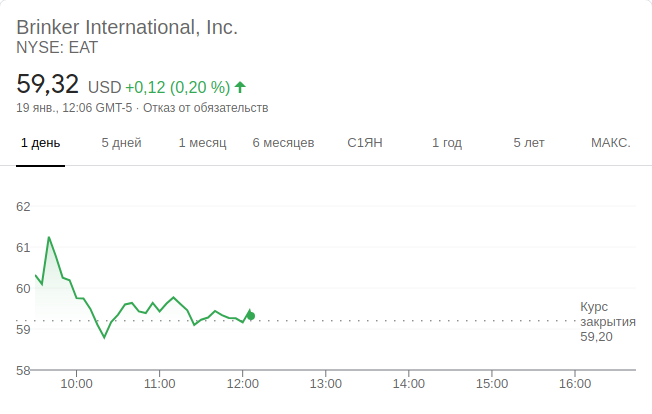 Brinker International, Inc.
NYSE: EAT
59,32 USD +0,12 (0,20 %)
19 янв., 12:06 GMT-5 · Отказ от обязательств
1 день 5 дней 1 месяц 6 месяцев С1ЯН 1 год 5 лет МАКС.
62
61
60
59
58
Курс
закрытия
59,20
10:00 11:00 12:00 13:00 14:00 15:00 16:00